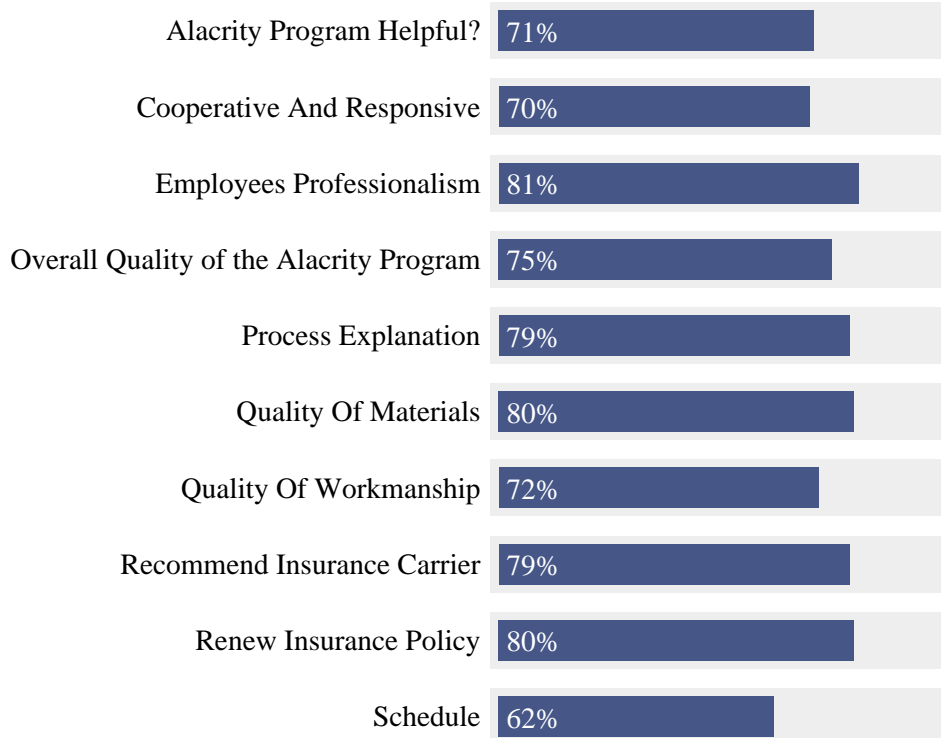 Alacrity Program Helpful? 71%
Cooperative And Responsive 70%
Employees Professionalism 81%
Overall Quality of the Alacrity Program 75%
Process Explanation 79%
Quality Of Materials 80%
Quality Of Workmanship 72%
Recommend Insurance Carrier 79%
Renew Insurance Policy 80%
Schedule 62%